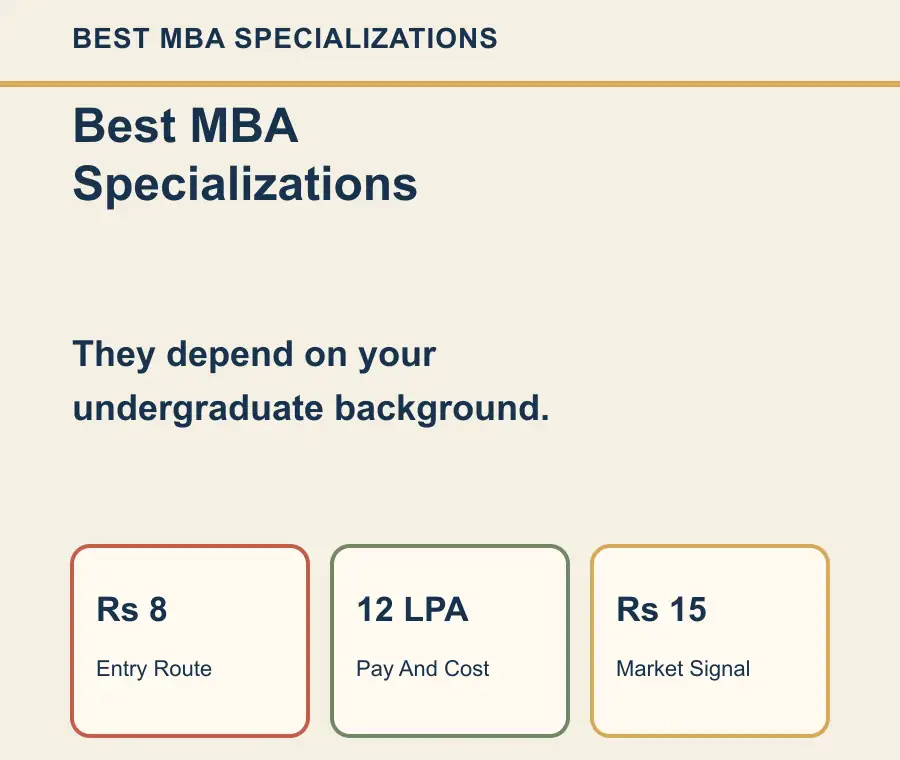 BEST MBA SPECIALIZATIONS
Best MBA
Specializations
They depend on your
undergraduate background.
Rs 8
Entry Route
12 LPA
Pay And Cost
Rs 15
Market Signal